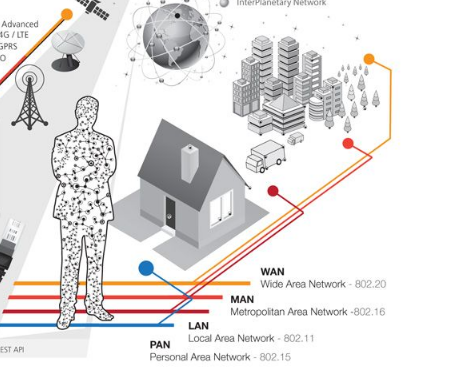 InterPlanetary Network
Advanced
4G / LTE
GPRS
WAN
Wide Area Network - 802.20
MAN
Metropolitan Area Network -802.16
LAN
Local Area Network - 802.11
PAN
Personal Area Network - 802.15
EST API